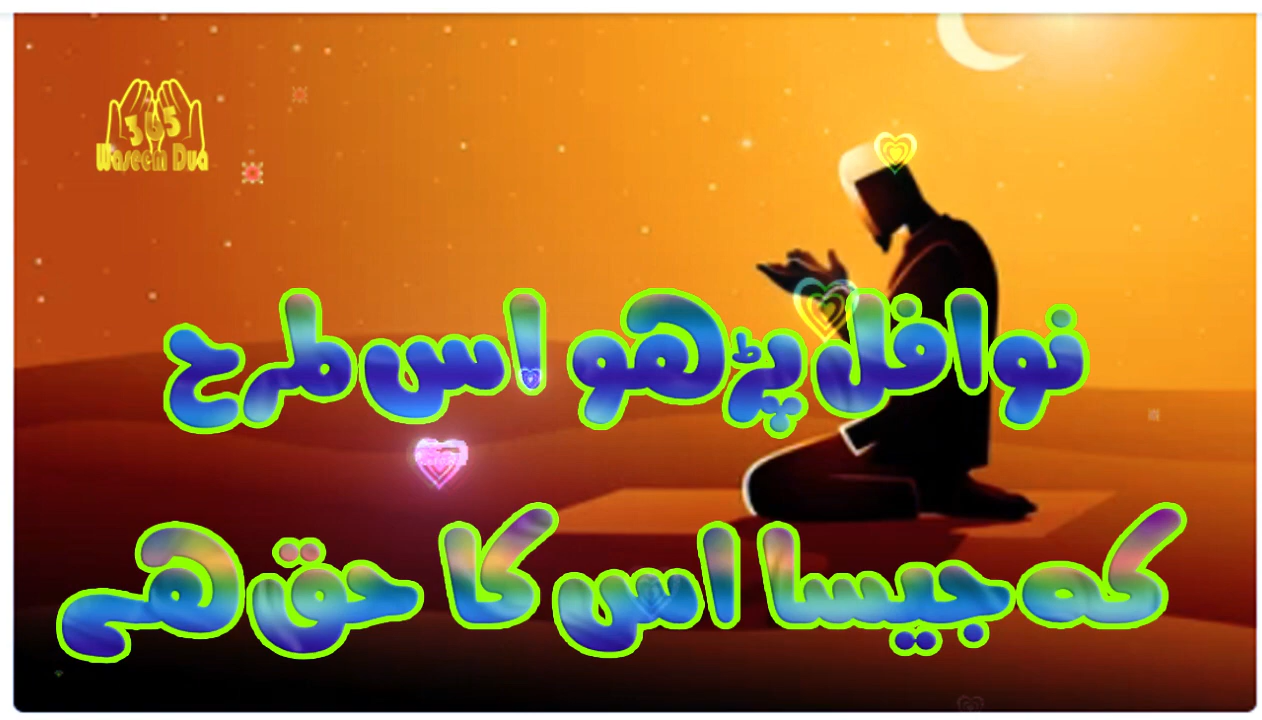 365
Waseem Dua
نوافل پڑھو اس طرح
کہ جیسا اس کا حق ھے